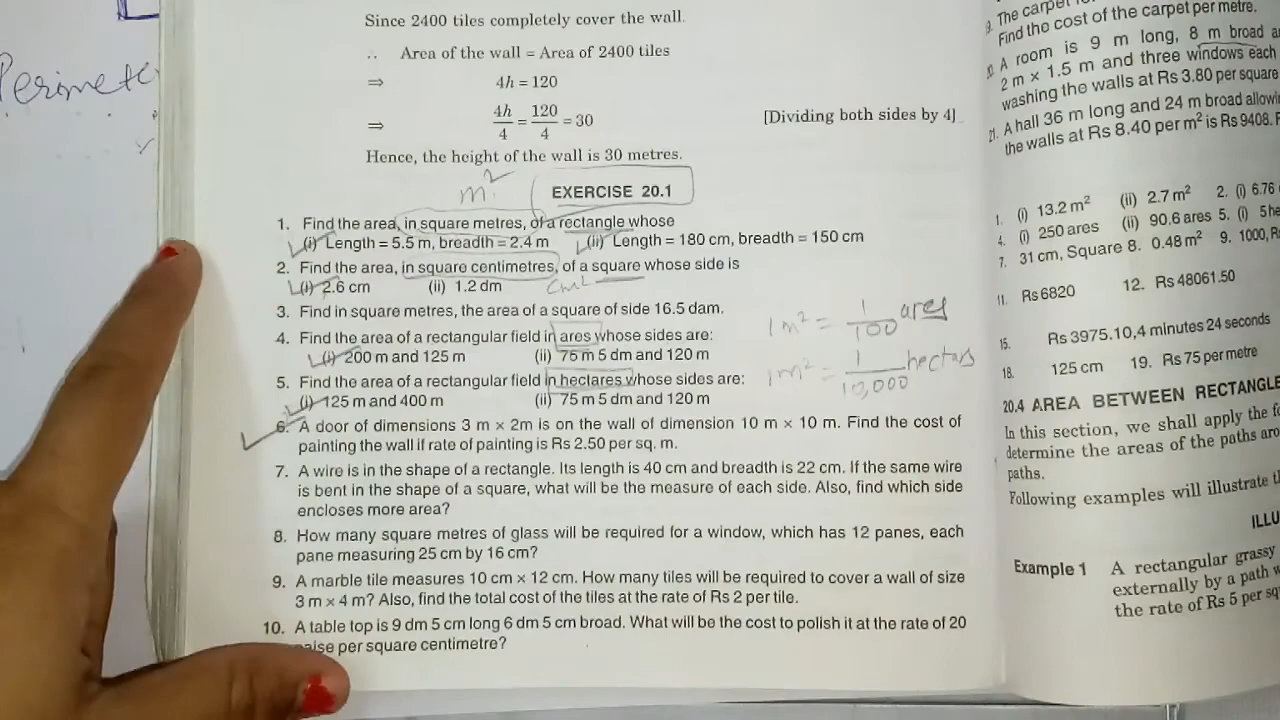 Perimete
Since 2400 tiles completely cover the wall.
∴ Area of the wall = Area of 2400 tiles
⇒ 4h = 120
⇒ 4h/4 = 120/4 = 30 [Dividing both sides by 4]
Hence, the height of the wall is 30 metres.
m²
EXERCISE 20.1
1. Find the area, in square metres, of a rectangle whose
(i) Length = 5.5 m, breadth = 2.4 m (ii) Length = 180 cm, breadth = 150 cm
2. Find the area, in square centimetres, of a square whose side is
(i) 2.6 cm (ii) 1.2 dm cm²
3. Find in square metres, the area of a square of side 16.5 dam.
1m² = 1/100 ares
4. Find the area of a rectangular field in ares whose sides are:
(i) 200 m and 125 m (ii) 75 m 5 dm and 120 m
1m² = 1/10,000 hectars
5. Find the area of a rectangular field in hectares whose sides are:
(i) 125 m and 400 m (ii) 75 m 5 dm and 120 m
6. A door of dimensions 3 m × 2m is on the wall of dimension 10 m × 10 m. Find the cost of
painting the wall if rate of painting is Rs 2.50 per sq. m.
7. A wire is in the shape of a rectangle. Its length is 40 cm and breadth is 22 cm. If the same wire
is bent in the shape of a square, what will be the measure of each side. Also, find which side
encloses more area?
8. How many square metres of glass will be required for a window, which has 12 panes, each
pane measuring 25 cm by 16 cm?
9. A marble tile measures 10 cm × 12 cm. How many tiles will be required to cover a wall of size
3 m × 4 m? Also, find the total cost of the tiles at the rate of Rs 2 per tile.
10. A table top is 9 dm 5 cm long 6 dm 5 cm broad. What will be the cost to polish it at the rate of 20
paise per square centimetre?
9. The carpet for
Find the cost of the carpet per metre.
A room is 9 m long, 8 m broad
2 m × 1.5 m and three windows each
washing the walls at Rs 3.80 per square
21. A hall 36 m long and 24 m broad
the walls at Rs 8.40 per m² is Rs 9408.
1. (i) 13.2 m² (ii) 2.7 m² 2. (i) 6.76
4. (i) 250 ares (ii) 90.6 ares 5. (i) 5
7. 31 cm, Square 8. 0.48 m² 9. 1000,
11. Rs 6820 12. Rs 48061.50
15. Rs 3975.10, 4 minutes 24 seconds
18. 125 cm 19. Rs 75 per metre
20.4 AREA BETWEEN RECTANGLE
In this section, we shall apply the
determine the areas of the paths
paths.
Following examples will illustrate
ILLU
Example 1 A rectangular grassy
externally by a path
the rate of Rs 5 per